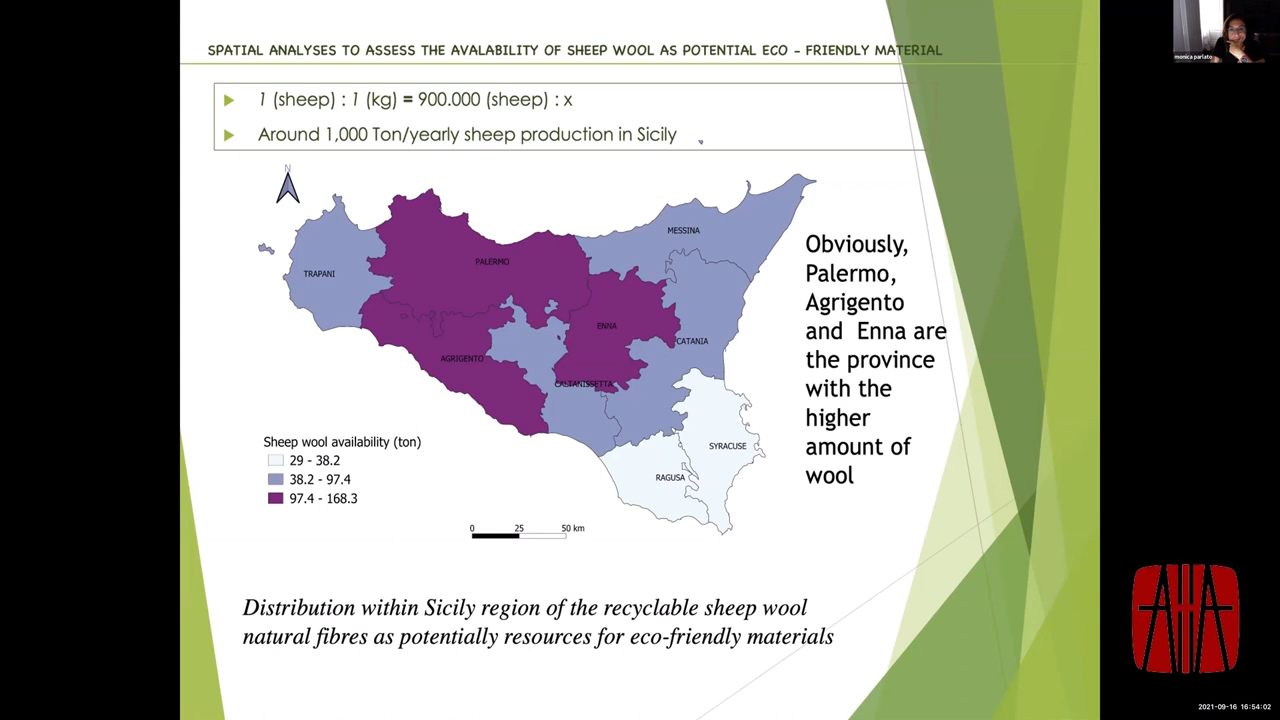 monica parlato
SPATIAL ANALYSES TO ASSESS THE AVALABILITY OF SHEEP WOOL AS POTENTIAL ECO – FRIENDLY MATERIAL
1 (sheep) : 1 (kg) = 900.000 (sheep) : x
Around 1,000 Ton/yearly sheep production in Sicily
N
MESSINA
PALERMO
TRAPANI
ENNA
CATANIA
AGRIGENTO
CALTANISSETTA
SYRACUSE
RAGUSA
Obviously,
Palermo,
Agrigento
and Enna are
the province
with the
higher
amount of
wool
Sheep wool availability (ton)
29 - 38.2
38.2 - 97.4
97.4 - 168.3
0 25 50 km
Distribution within Sicily region of the recyclable sheep wool
natural fibres as potentially resources for eco-friendly materials
2021-09-16 16:54:02